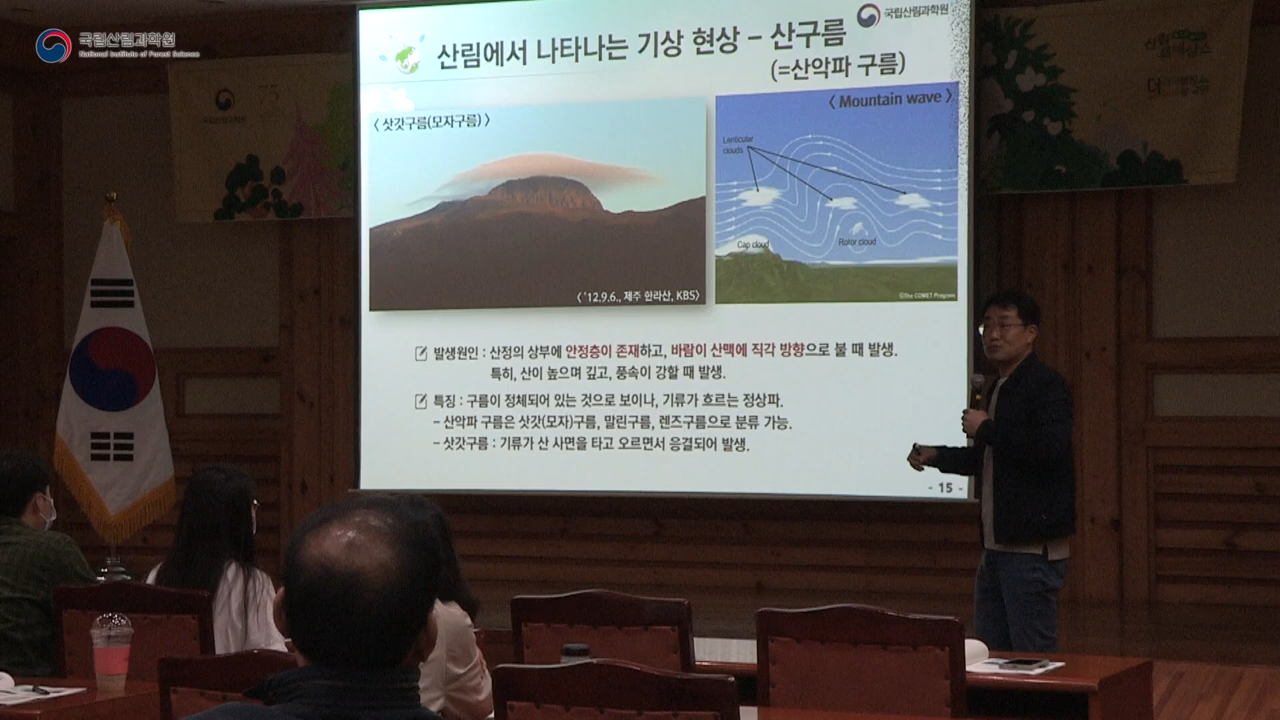 국립산림과학원
National Institute of Forest Science
국립산림과학원
산림에서 나타나는 기상 현상 – 산구름
(=산악파 구름)
〈 삿갓구름(모자구름) 〉
〈 Mountain wave 〉
Lenticular
clouds
Cap cloud
Rotor cloud
〈 '12.9.6., 제주 한라산, KBS〉
©The COMET Program
발생원인 : 산정의 상부에 안정층이 존재하고, 바람이 산맥에 직각 방향으로 불 때 발생.
특히, 산이 높으며 깊고, 풍속이 강할 때 발생.
특징 : 구름이 정체되어 있는 것으로 보이나, 기류가 흐르는 정상파.
– 산악파 구름은 삿갓(모자)구름, 말린구름, 렌즈구름으로 분류 가능.
– 삿갓구름 : 기류가 산 사면을 타고 오르면서 응결되어 발생.
- 15 -